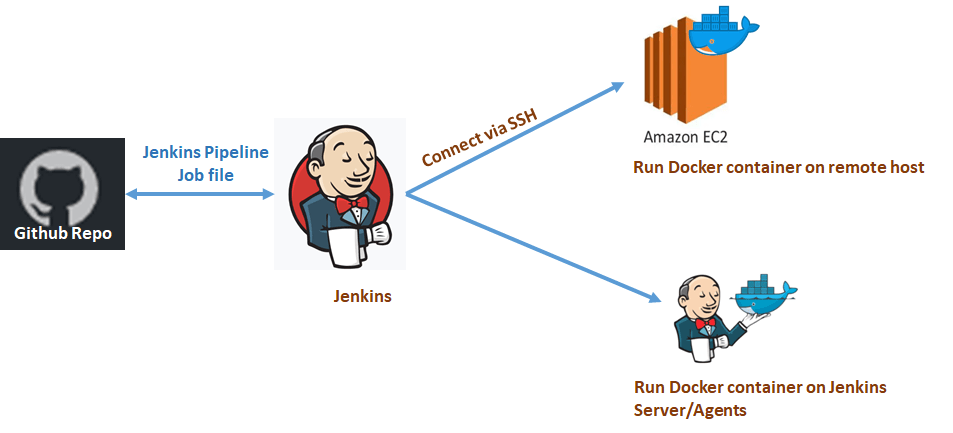 Jenkins Pipeline
Job file
Github Repo
Jenkins
Connect via SSH
Amazon EC2
Run Docker container on remote host
Run Docker container on Jenkins
Server/Agents